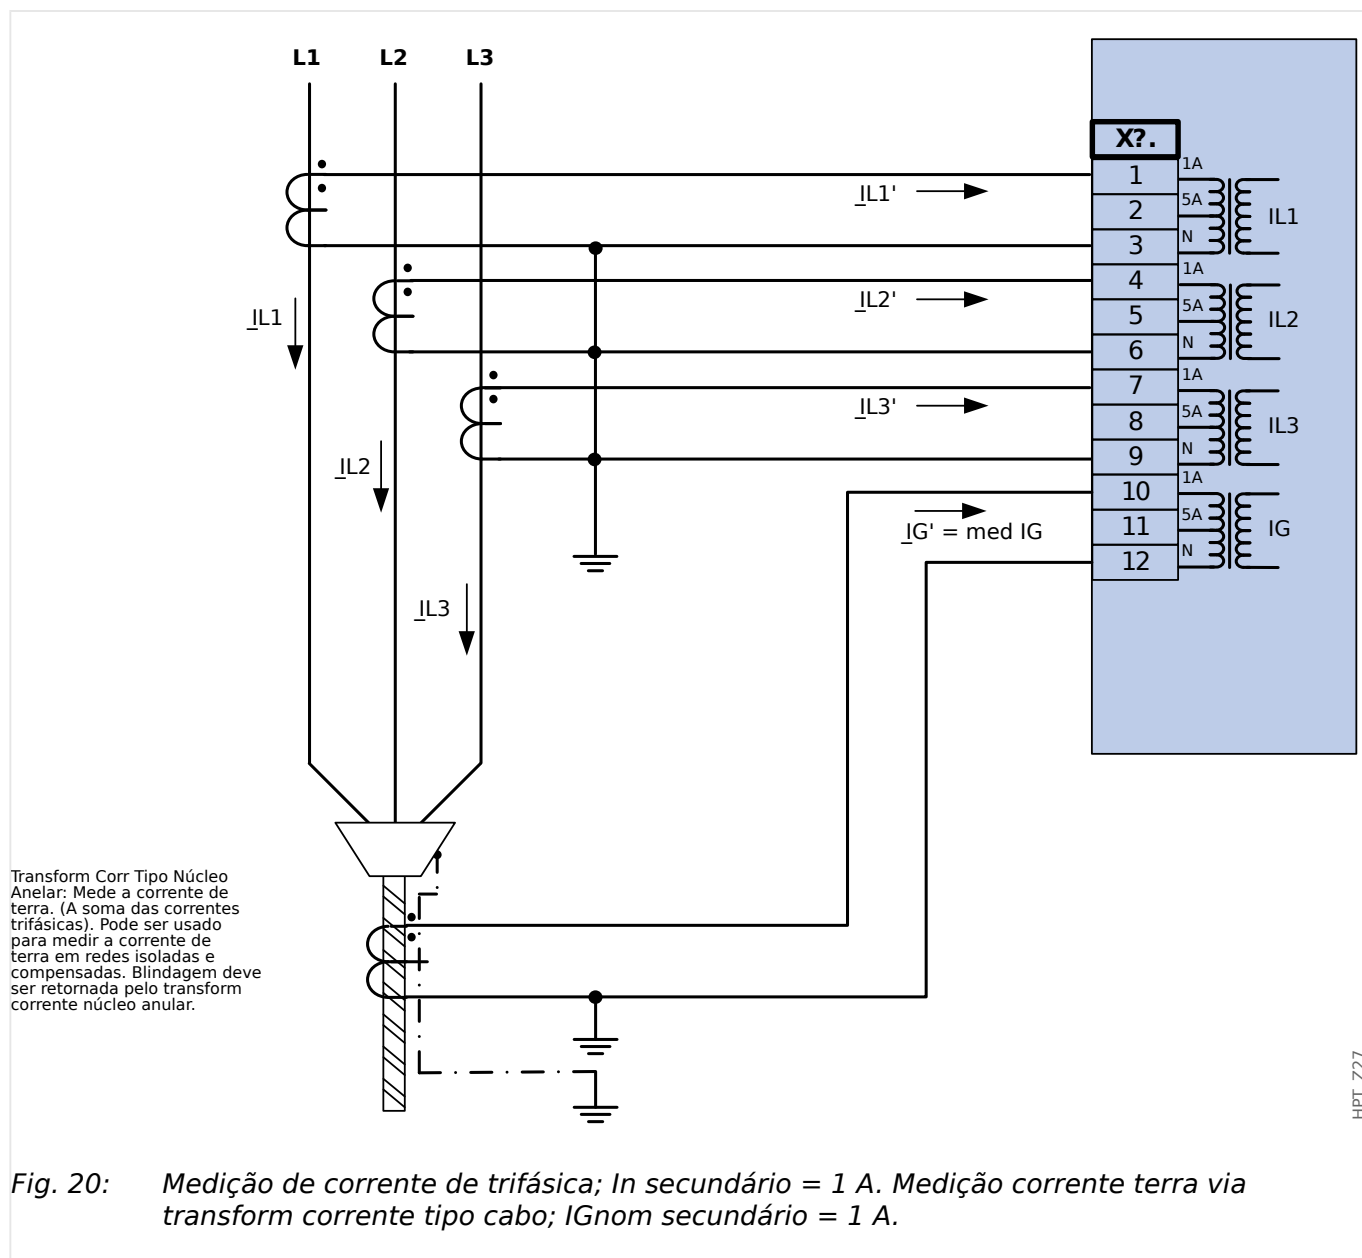 L1 L2 L3
X?.
1 1A
2 5A IL1
3 N
4 1A
5 5A IL2
6 N
7 1A
8 5A IL3
9 N
10 1A
11 5A IG
12 N
IL1'
IL2'
IL3'
IG' = med IG
IL1
IL2
IL3
Transform Corr Tipo Núcleo
Anelar: Mede a corrente de
terra. (A soma das correntes
trifásicas). Pode ser usado
para medir a corrente de
terra em redes isoladas e
compensadas. Blindagem deve
ser retornada pelo transform
corrente núcleo anular.
HPT_Z27
Fig. 20: Medição de corrente de trifásica; In secundário = 1 A. Medição corrente terra via
transform corrente tipo cabo; IGnom secundário = 1 A.